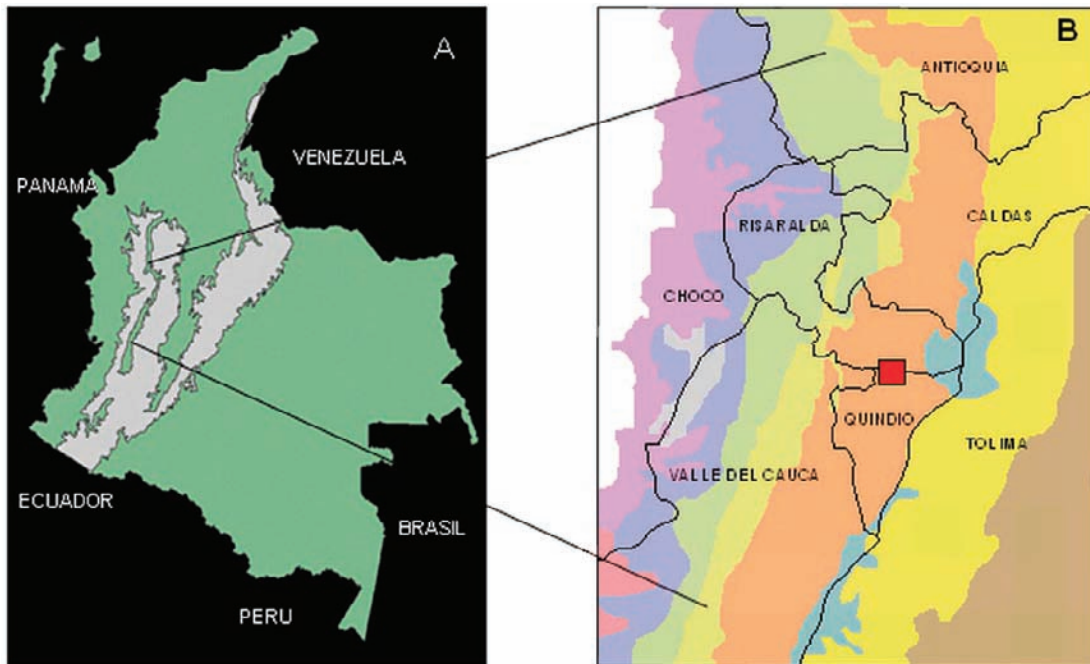 A
VENEZUELA
PANAMA
ECUADOR
BRASIL
PERU
B
ANTIOQUIA
CALDAS
RISARALDA
CHOCO
QUINDIO
TOLIMA
VALLE DEL CAUCA